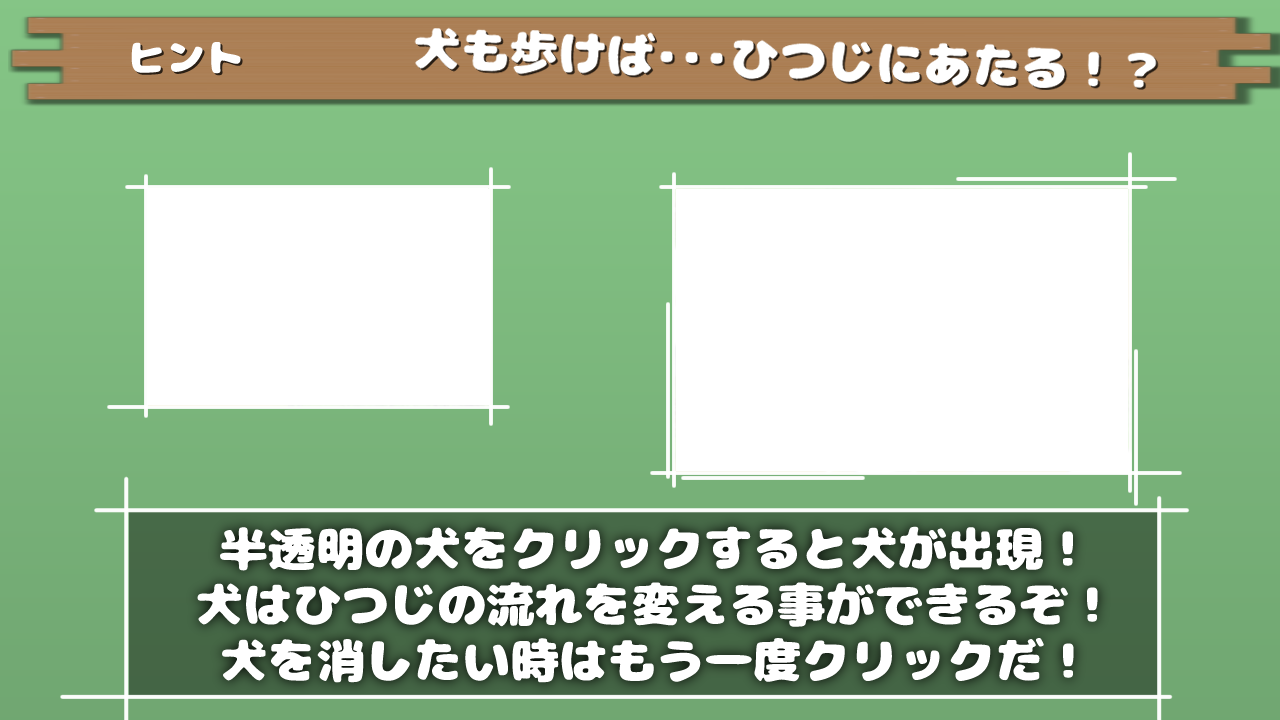 ヒント
犬も歩けば･･･ひつじにあたる！？
半透明の犬をクリックすると犬が出現！
犬はひつじの流れを変える事ができるぞ！
犬を消したい時はもう一度クリックだ！